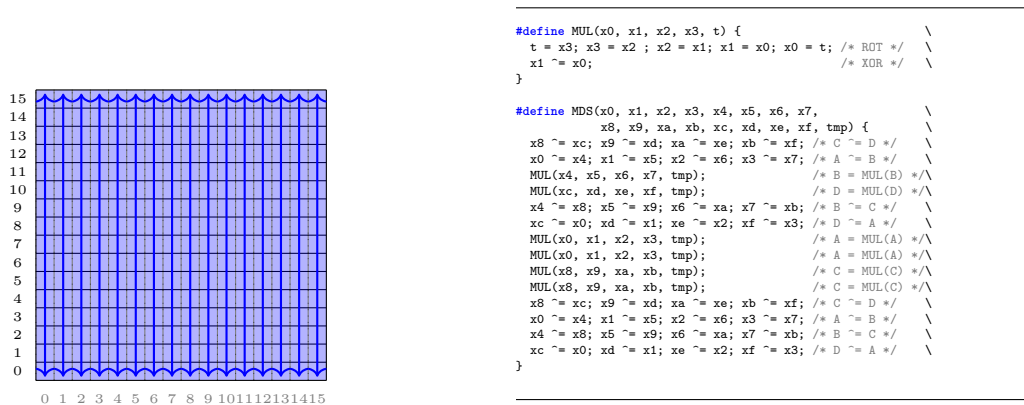 15
14
13
12
11
10
9
8
7
6
5
4
3
2
1
0
0 1 2 3 4 5 6 7 8 9 10 11 12 13 14 15
#define MUL(x0, x1, x2, x3, t) { \
t = x3; x3 = x2 ; x2 = x1; x1 = x0; x0 = t; /* ROT */ \
x1 ^= x0; /* XOR */ \
}
#define MDS(x0, x1, x2, x3, x4, x5, x6, x7, \
x8, x9, xa, xb, xc, xd, xe, xf, tmp) { \
x8 ^= xc; x9 ^= xd; xa ^= xe; xb ^= xf; /* C ^= D */ \
x0 ^= x4; x1 ^= x5; x2 ^= x6; x3 ^= x7; /* A ^= B */ \
MUL(x4, x5, x6, x7, tmp); /* B = MUL(B) */\
MUL(xc, xd, xe, xf, tmp); /* D = MUL(D) */\
x4 ^= x8; x5 ^= x9; x6 ^= xa; x7 ^= xb; /* B ^= C */ \
xc ^= x0; xd ^= x1; xe ^= x2; xf ^= x3; /* D ^= A */ \
MUL(x0, x1, x2, x3, tmp); /* A = MUL(A) */\
MUL(x0, x1, x2, x3, tmp); /* A = MUL(A) */\
MUL(x8, x9, xa, xb, tmp); /* C = MUL(C) */\
MUL(x8, x9, xa, xb, tmp); /* C = MUL(C) */\
x8 ^= xc; x9 ^= xd; xa ^= xe; xb ^= xf; /* C ^= D */ \
x0 ^= x4; x1 ^= x5; x2 ^= x6; x3 ^= x7; /* A ^= B */ \
x4 ^= x8; x5 ^= x9; x6 ^= xa; x7 ^= xb; /* B ^= C */ \
xc ^= x0; xd ^= x1; xe ^= x2; xf ^= x3; /* D ^= A */ \
}